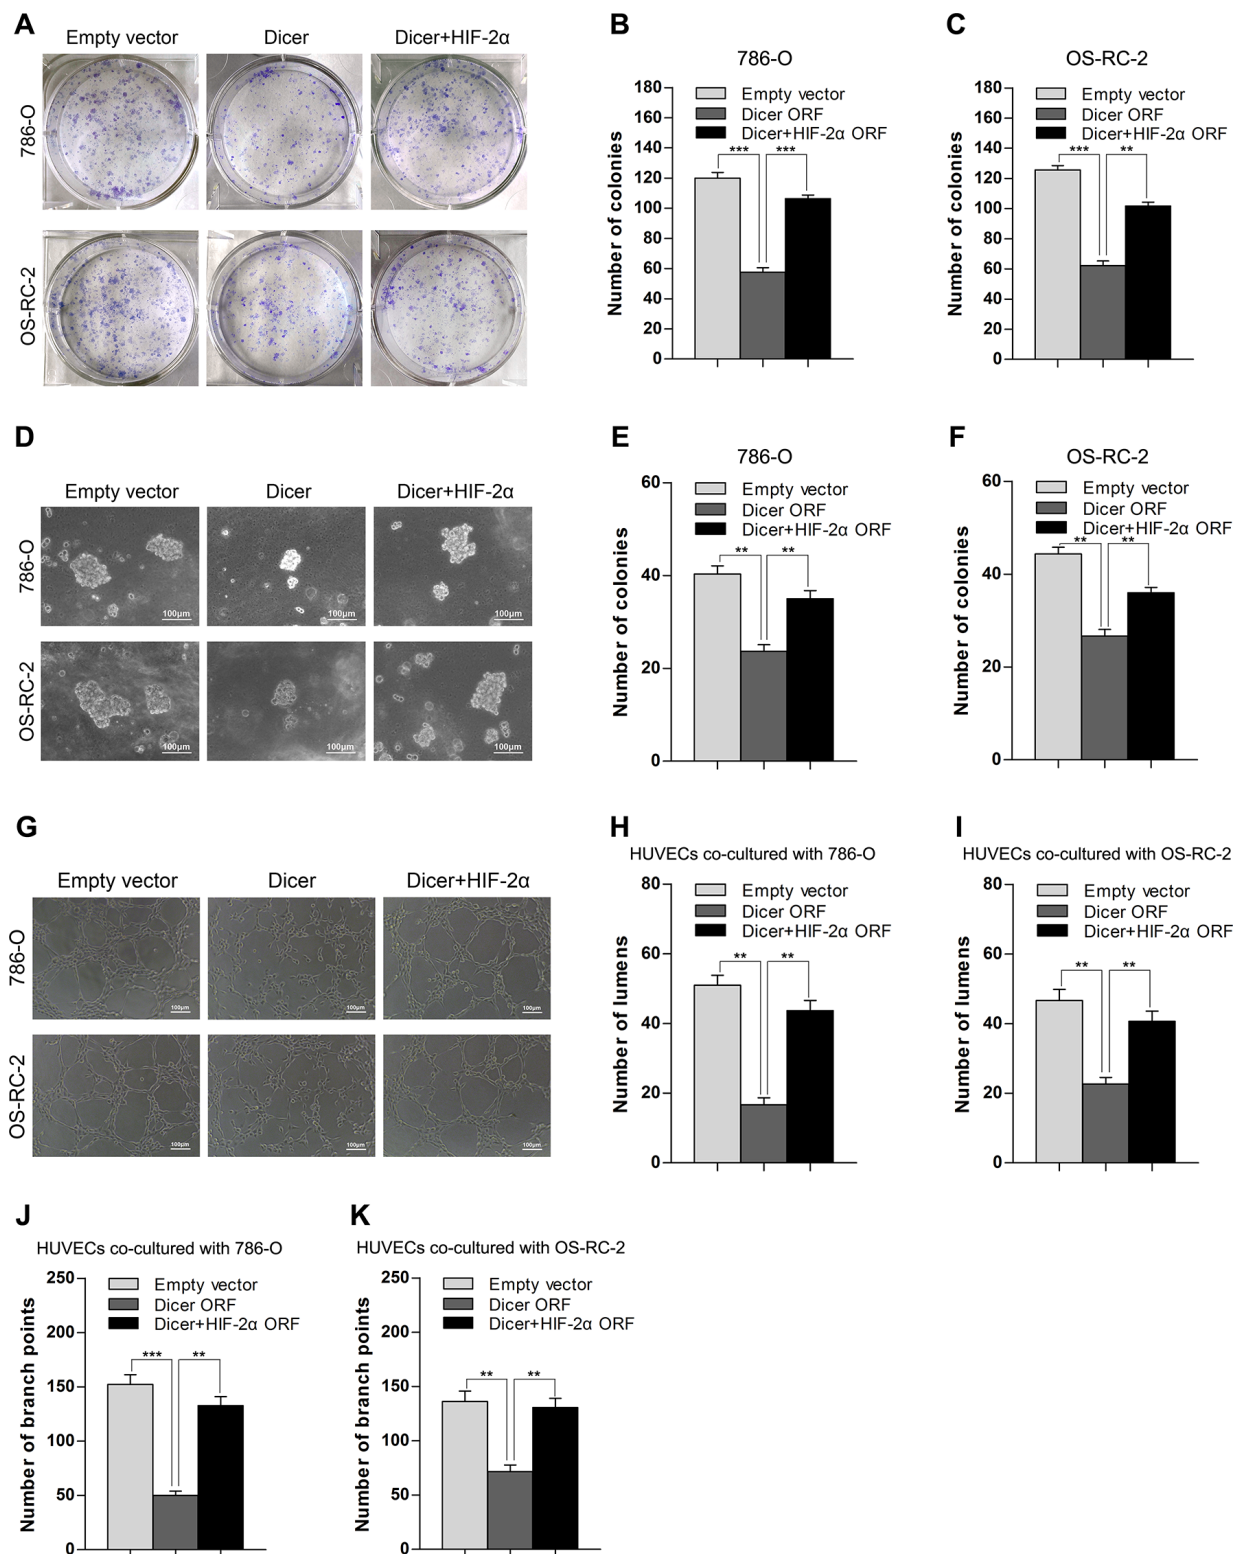 A
Empty vector
Dicer
Dicer+HIF-2α
786-O
OS-RC-2
B
786-O
Number of colonies
180
160
140
120
100
80
60
40
20
0
Empty vector
Dicer ORF
Dicer+HIF-2α ORF
***
***
C
OS-RC-2
Number of colonies
180
160
140
120
100
80
60
40
20
0
Empty vector
Dicer ORF
Dicer+HIF-2α ORF
***
**
D
Empty vector
Dicer
Dicer+HIF-2α
786-O
100μm
100μm
100μm
OS-RC-2
100μm
100μm
100μm
E
786-O
Number of colonies
60
40
20
0
Empty vector
Dicer ORF
Dicer+HIF-2α ORF
**
**
F
OS-RC-2
Number of colonies
60
40
20
0
Empty vector
Dicer ORF
Dicer+HIF-2α ORF
**
**
G
Empty vector
Dicer
Dicer+HIF-2α
786-O
100μm
100μm
100μm
OS-RC-2
100μm
100μm
100μm
H
HUVECs co-cultured with 786-O
Number of lumens
80
60
40
20
0
Empty vector
Dicer ORF
Dicer+HIF-2α ORF
**
**
I
HUVECs co-cultured with OS-RC-2
Number of lumens
80
60
40
20
0
Empty vector
Dicer ORF
Dicer+HIF-2α ORF
**
**
J
HUVECs co-cultured with 786-O
Number of branch points
250
200
150
100
50
0
Empty vector
Dicer ORF
Dicer+HIF-2α ORF
***
**
K
HUVECs co-cultured with OS-RC-2
Number of branch points
250
200
150
100
50
0
Empty vector
Dicer ORF
Dicer+HIF-2α ORF
**
**